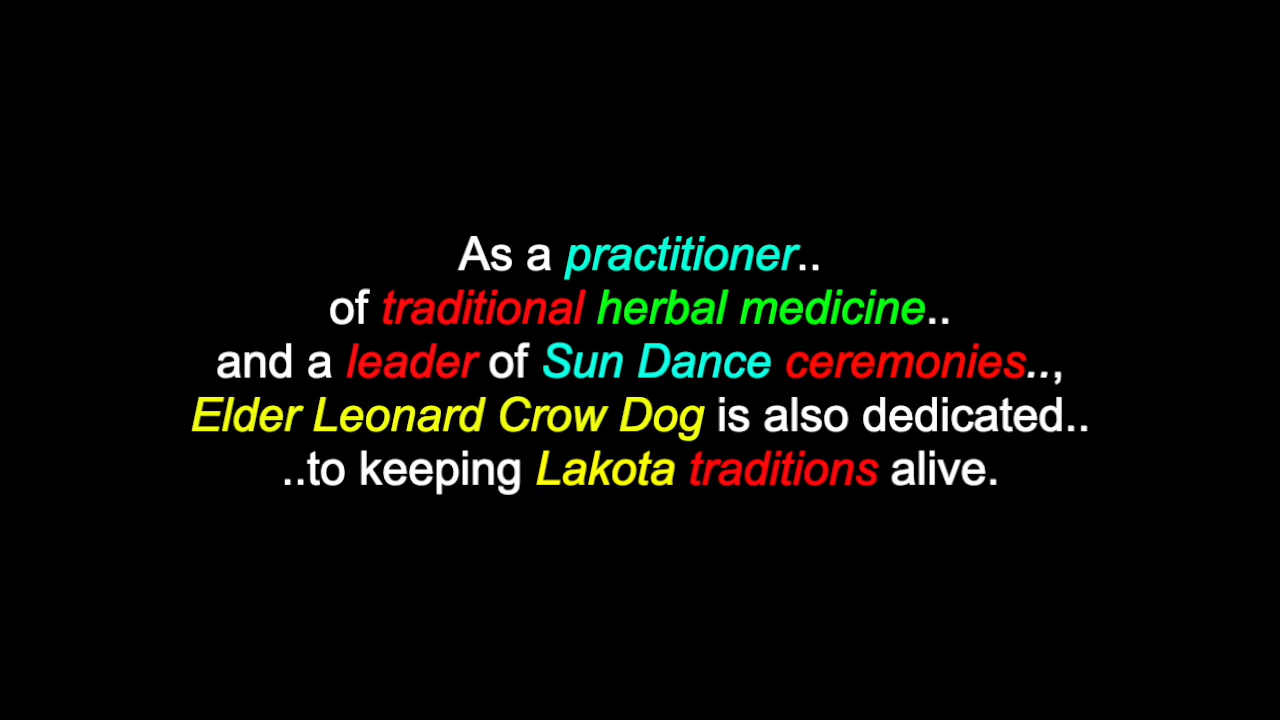 As a practitioner..
of traditional herbal medicine..
and a leader of Sun Dance ceremonies..,
Elder Leonard Crow Dog is also dedicated..
..to keeping Lakota traditions alive.